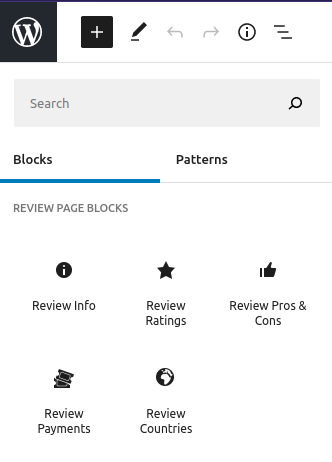 Search
Blocks Patterns
REVIEW PAGE BLOCKS
Review Info Review Ratings Review Pros & Cons
Review Payments Review Countries